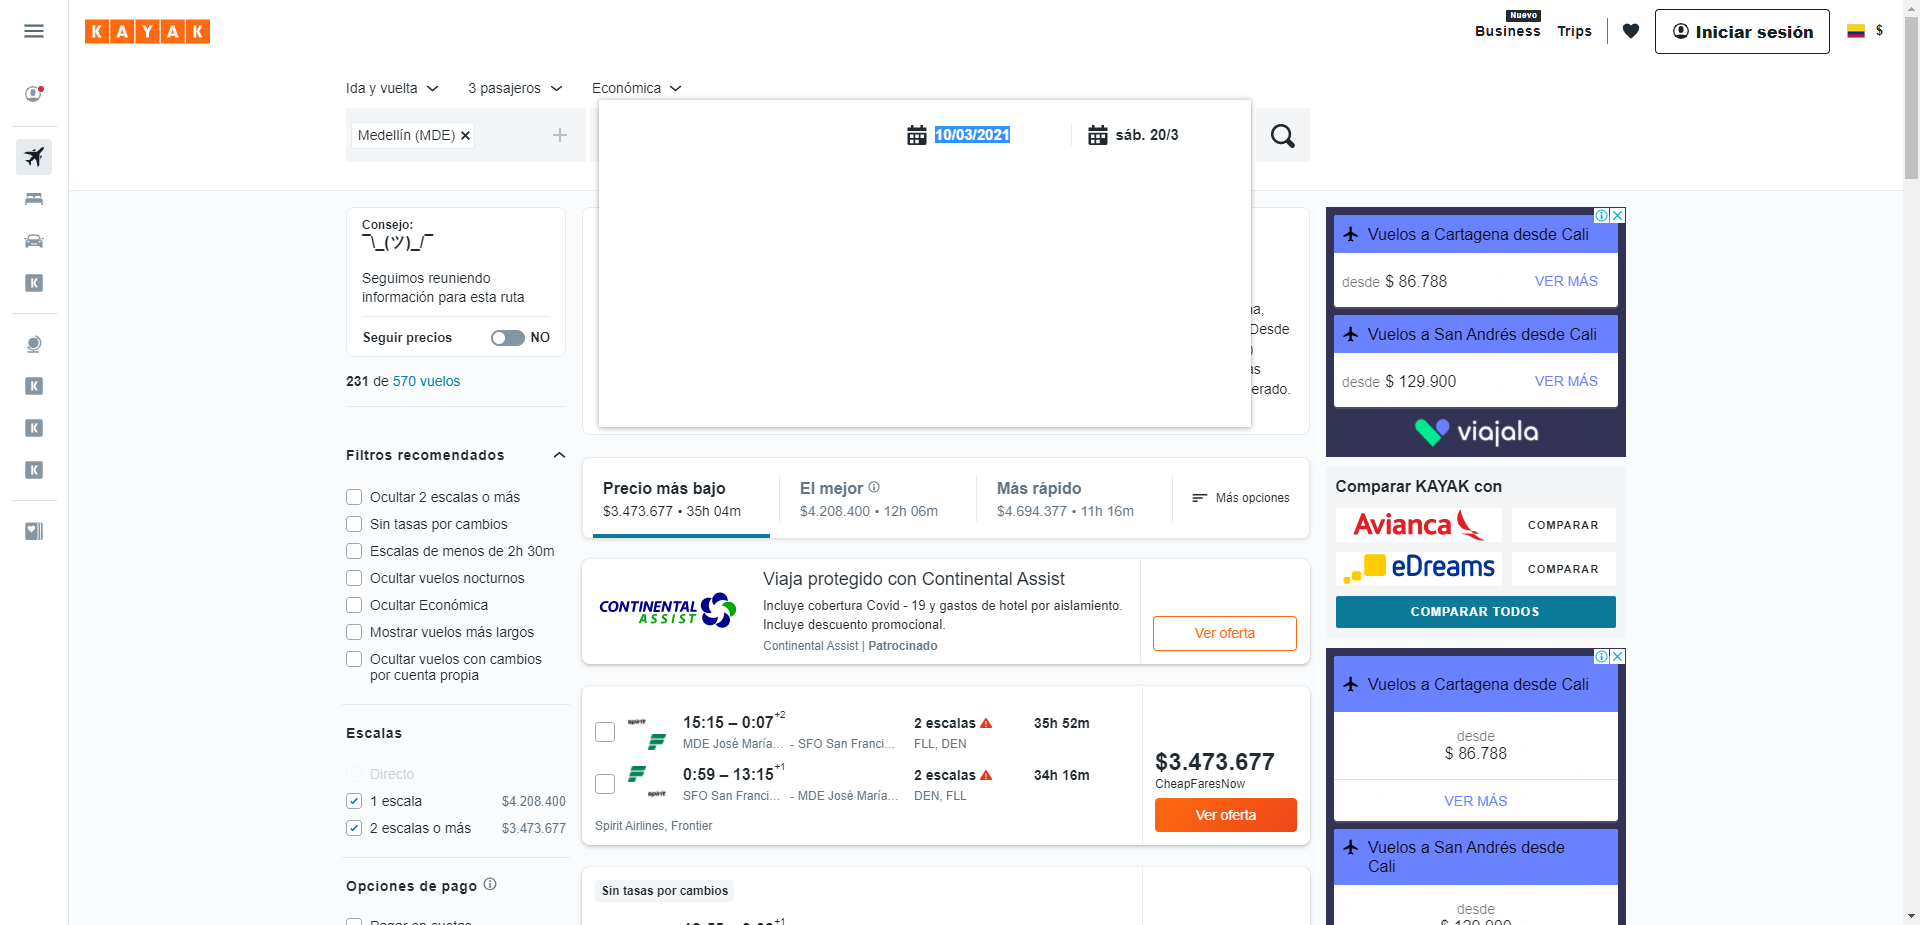 KAYAK
Nuevo
Business
Trips
Iniciar sesión
$
Ida y vuelta
3 pasajeros
Económica
Medellín (MDE)
10/03/2021
sáb. 20/3
Consejo:
¯\_(ツ)_/¯
Seguimos reuniendo
información para esta ruta
Seguir precios
NO
231 de 570 vuelos
Filtros recomendados
Ocultar 2 escalas o más
Sin tasas por cambios
Escalas de menos de 2h 30m
Ocultar vuelos nocturnos
Ocultar Económica
Mostrar vuelos más largos
Ocultar vuelos con cambios
por cuenta propia
Escalas
Directo
1 escala $4.208.400
2 escalas o más $3.473.677
Opciones de pago
Desde
erado.
Precio más bajo
$3.473.677 • 35h 04m
El mejor
$4.208.400 • 12h 06m
Más rápido
$4.694.377 • 11h 16m
Más opciones
CONTINENTAL
ASSIST
Viaja protegido con Continental Assist
Incluye cobertura Covid - 19 y gastos de hotel por aislamiento.
Incluye descuento promocional.
Continental Assist | Patrocinado
Ver oferta
spirit
15:15 – 0:07+2
2 escalas
35h 52m
MDE José María... - SFO San Franci...
FLL, DEN
0:59 – 13:15+1
2 escalas
34h 16m
spirit
SFO San Franci... - MDE José María...
DEN, FLL
Spirit Airlines, Frontier
$3.473.677
CheapFaresNow
Ver oferta
Sin tasas por cambios
Vuelos a Cartagena desde Cali
desde $ 86.788
VER MÁS
Vuelos a San Andrés desde Cali
desde $ 129.900
VER MÁS
viajala
Comparar KAYAK con
Avianca
COMPARAR
eDreams
COMPARAR
COMPARAR TODOS
Vuelos a Cartagena desde Cali
desde
$ 86.788
VER MÁS
Vuelos a San Andrés desde
Cali
desde
$ 129.900